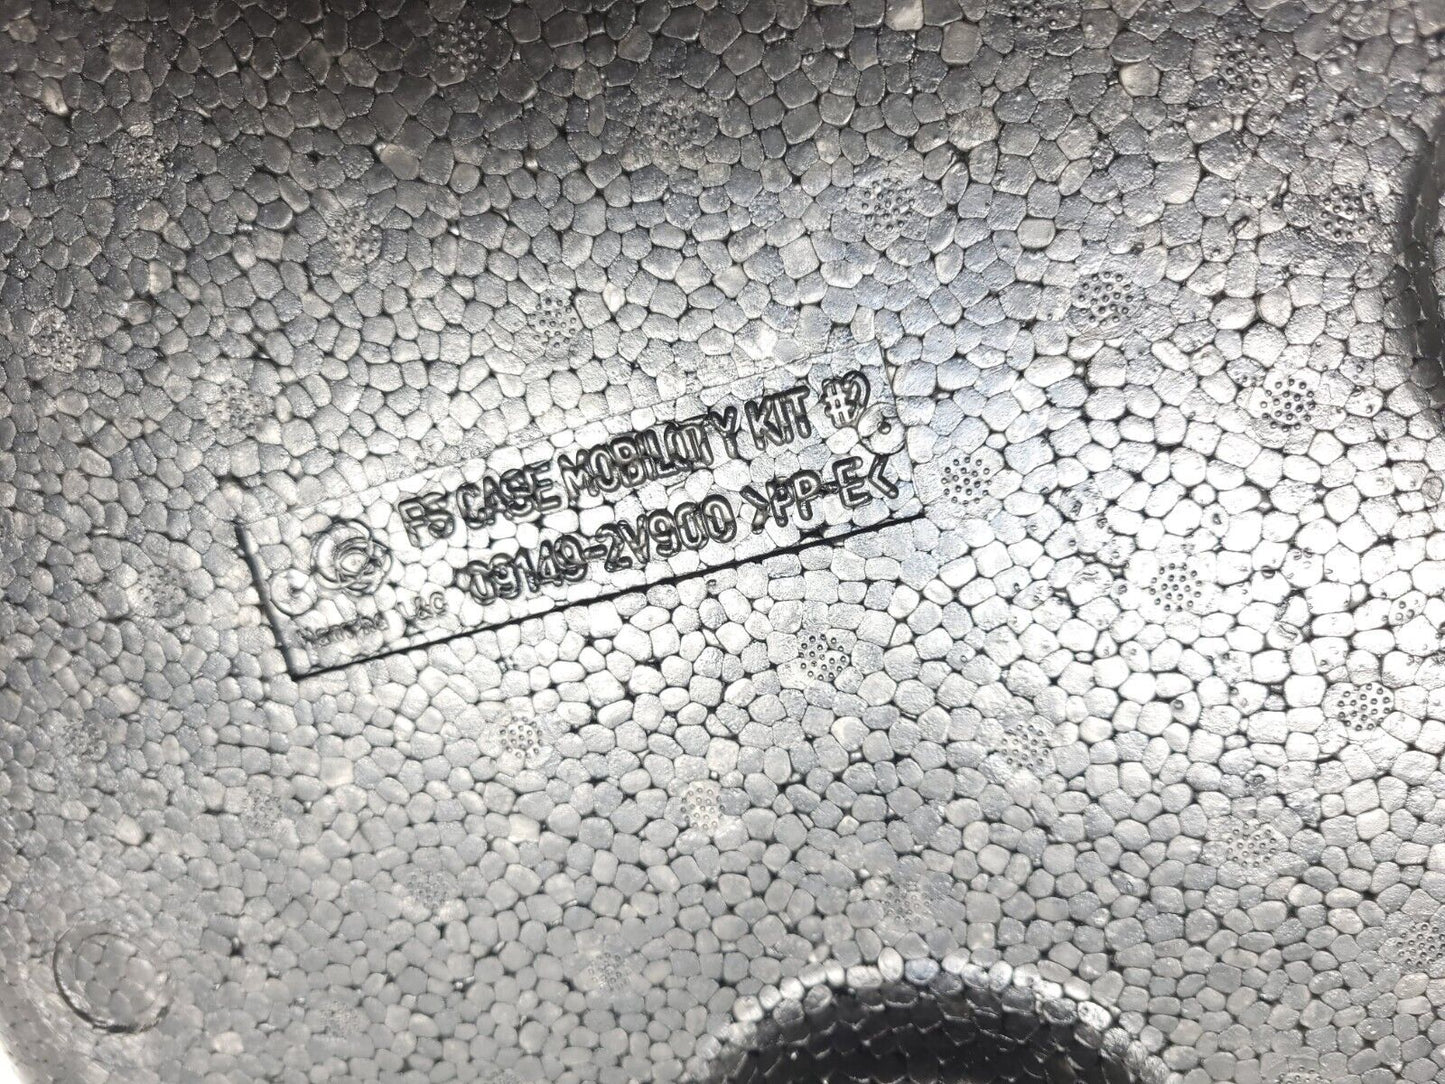 FS CASE MOBILITY KIT #2
09149-2V900 >PP-E<
L&C